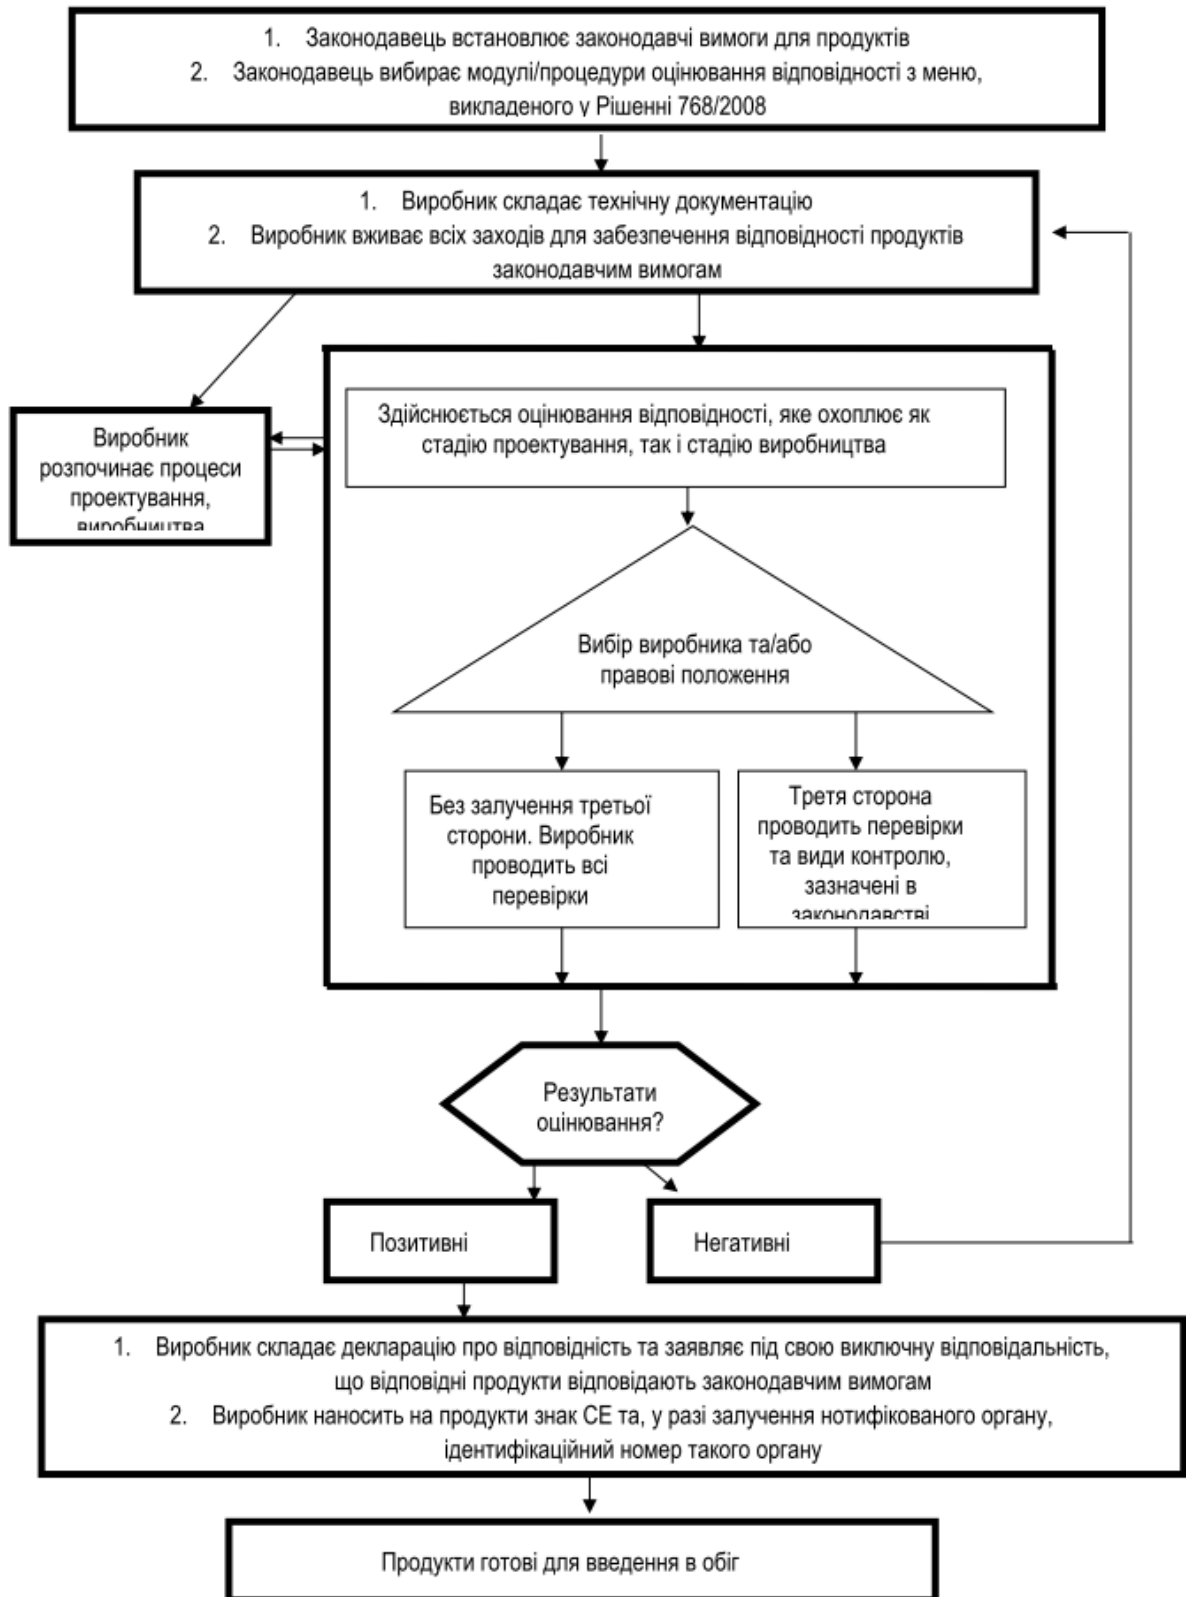 1. Законодавець встановлює законодавчі вимоги для продуктів
2. Законодавець вибирає модулі/процедури оцінювання відповідності з меню,
викладеного у Рішенні 768/2008
1. Виробник складає технічну документацію
2. Виробник вживає всіх заходів для забезпечення відповідності продуктів
законодавчим вимогам
Виробник
розпочинає процеси
проектування,
виробництва
Здійснюється оцінювання відповідності, яке охоплює як
стадію проектування, так і стадію виробництва
Вибір виробника та/або
правові положення
Без залучення третьої
сторони. Виробник
проводить всі
перевірки
Третя сторона
проводить перевірки
та види контролю,
зазначені в
законодавстві
Результати
оцінювання?
Позитивні
Негативні
1. Виробник складає декларацію про відповідність та заявляє під свою виключну відповідальність,
що відповідні продукти відповідають законодавчим вимогам
2. Виробник наносить на продукти знак СЕ та, у разі залучення нотифікованого органу,
ідентифікаційний номер такого органу
Продукти готові для введення в обіг